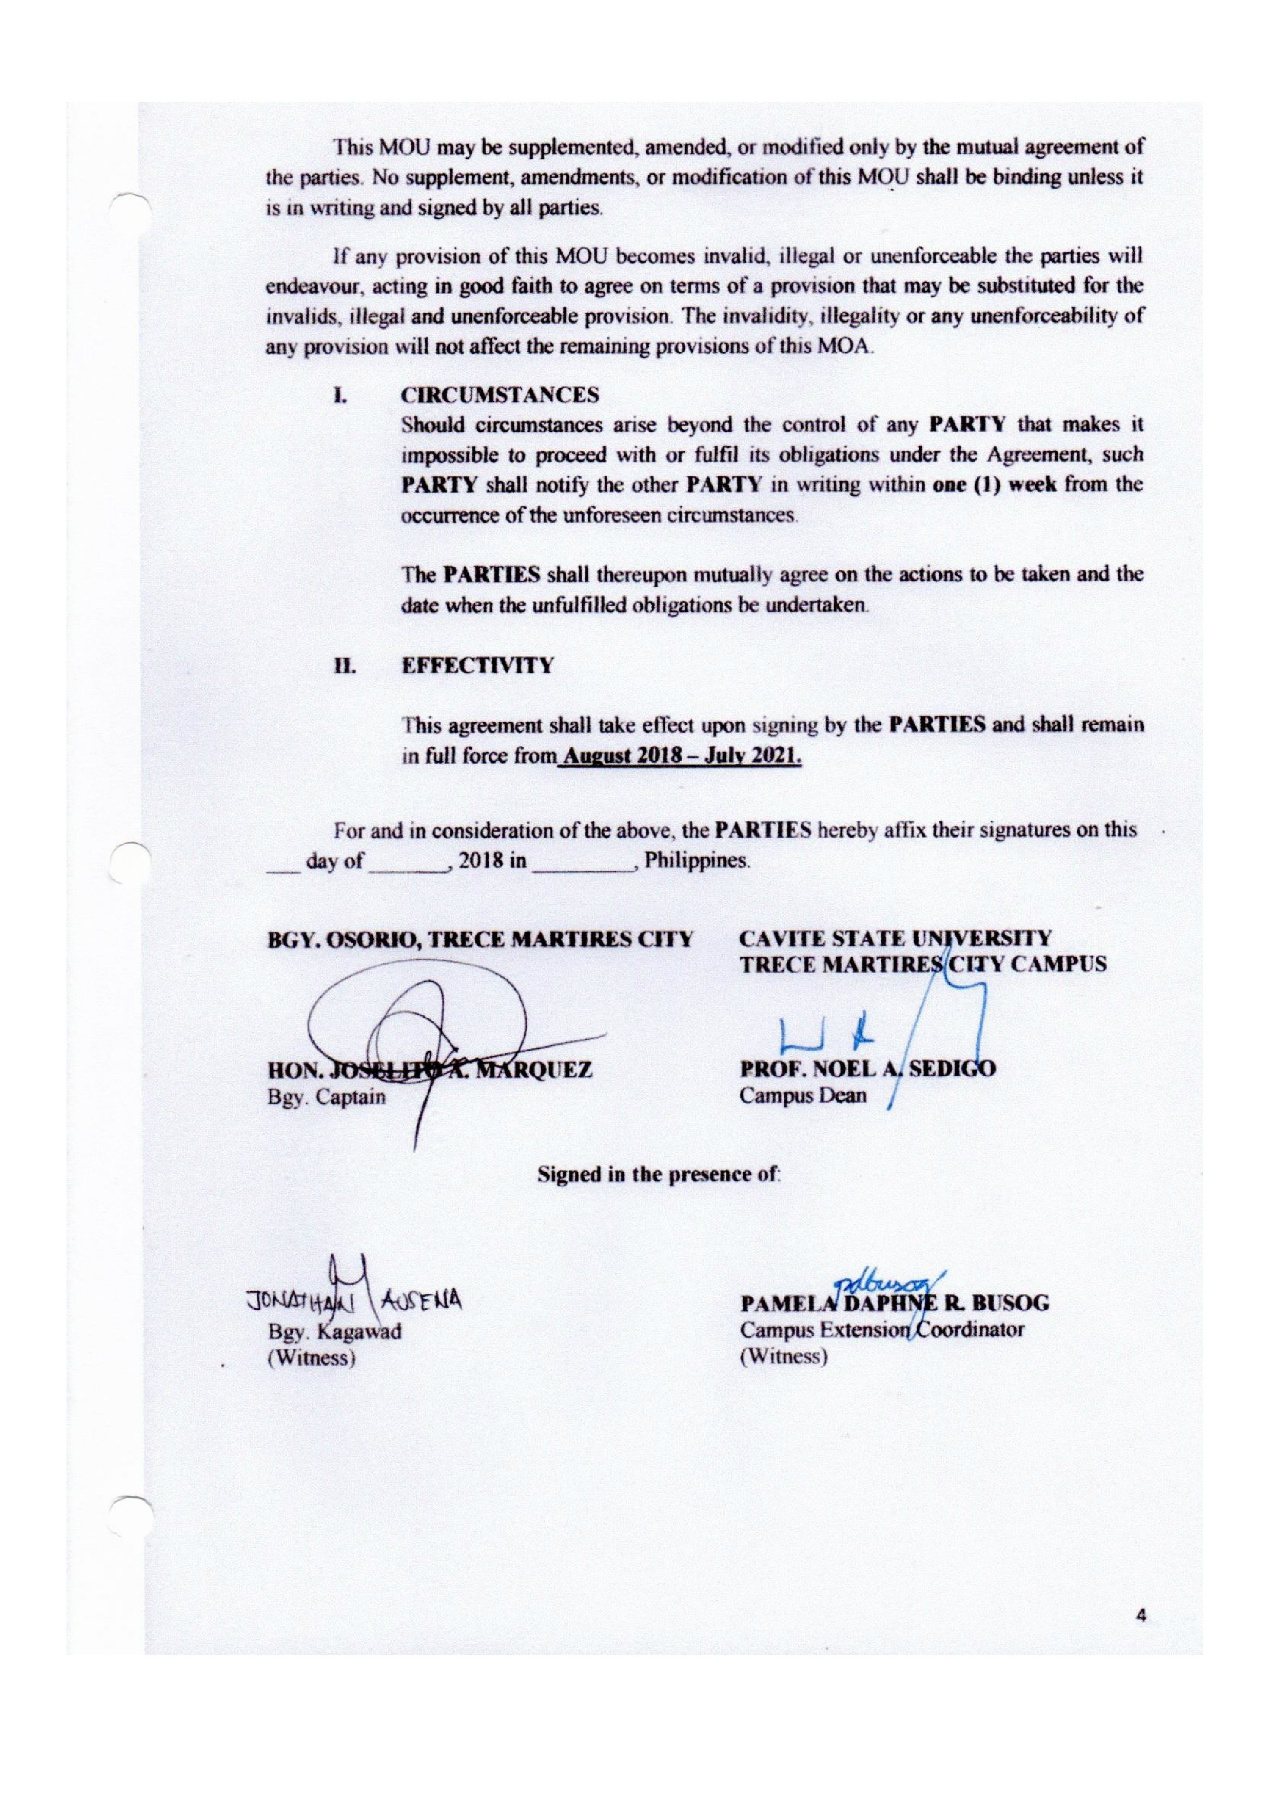 This MOU may be supplemented, amended, or modified only by the mutual agreement of
the parties. No supplement, amendments, or modification of this MOU shall be binding unless it
is in writing and signed by all parties.
If any provision of this MOU becomes invalid, illegal or unenforceable the parties will
endeavour, acting in good faith to agree on terms of a provision that may be substituted for the
invalids, illegal and unenforceable provision. The invalidity, illegality or any unenforceability of
any provision will not affect the remaining provisions of this MOA.
I. CIRCUMSTANCES
Should circumstances arise beyond the control of any PARTY that makes it
impossible to proceed with or fulfil its obligations under the Agreement, such
PARTY shall notify the other PARTY in writing within one (1) week from the
occurrence of the unforeseen circumstances.
The PARTIES shall thereupon mutually agree on the actions to be taken and the
date when the unfulfilled obligations be undertaken.
II. EFFECTIVITY
This agreement shall take effect upon signing by the PARTIES and shall remain
in full force from August 2018 – July 2021.
For and in consideration of the above, the PARTIES hereby affix their signatures on this
___ day of _______, 2018 in _________, Philippines.
BGY. OSORIO, TRECE MARTIRES CITY
CAVITE STATE UNIVERSITY
TRECE MARTIRES CITY CAMPUS
HON. JOSELITO A. MARQUEZ
Bgy. Captain
PROF. NOEL A. SEDIGO
Campus Dean
Signed in the presence of:
JONATHAN AUSENA
Bgy. Kagawad
(Witness)
pdbusog
PAMELA DAPHNE R. BUSOG
Campus Extension Coordinator
(Witness)
4